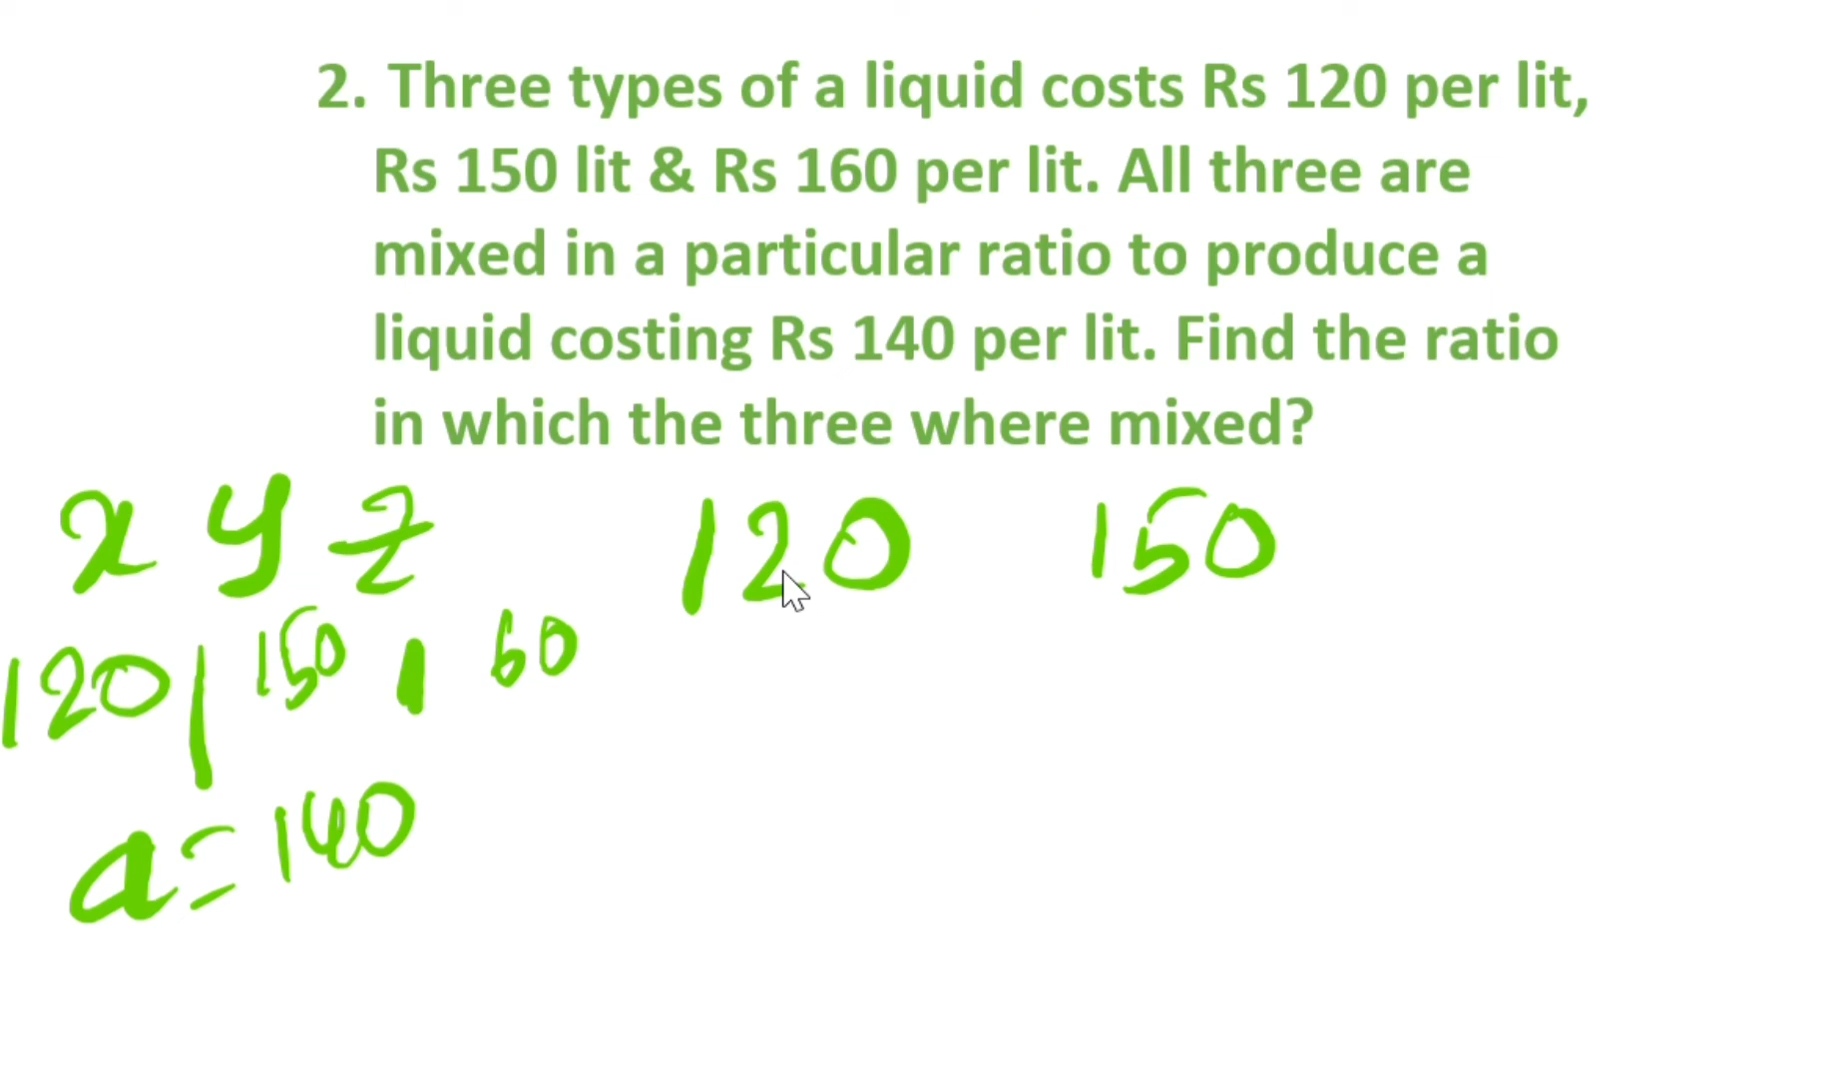 2. Three types of a liquid costs Rs 120 per lit,
Rs 150 lit & Rs 160 per lit. All three are
mixed in a particular ratio to produce a
liquid costing Rs 140 per lit. Find the ratio
in which the three where mixed?
x y z 120 150
120 | 150 , 60
a = 140